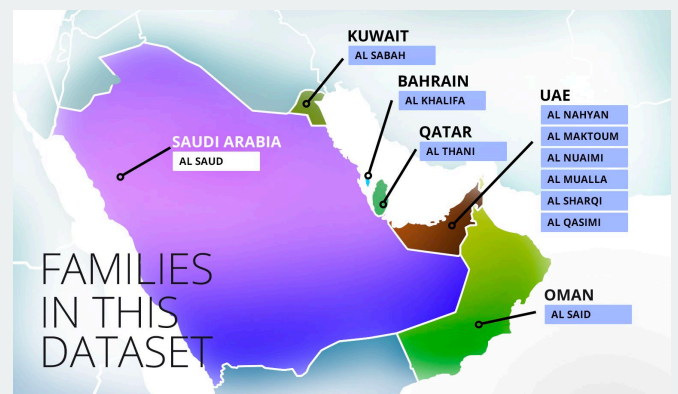 KUWAIT
AL SABAH
BAHRAIN
AL KHALIFA
QATAR
AL THANI
UAE
AL NAHYAN
AL MAKTOUM
AL NUAIMI
AL MUALLA
AL SHARQI
AL QASIMI
SAUDI ARABIA
AL SAUD
OMAN
AL SAID
FAMILIES
IN THIS
DATASET